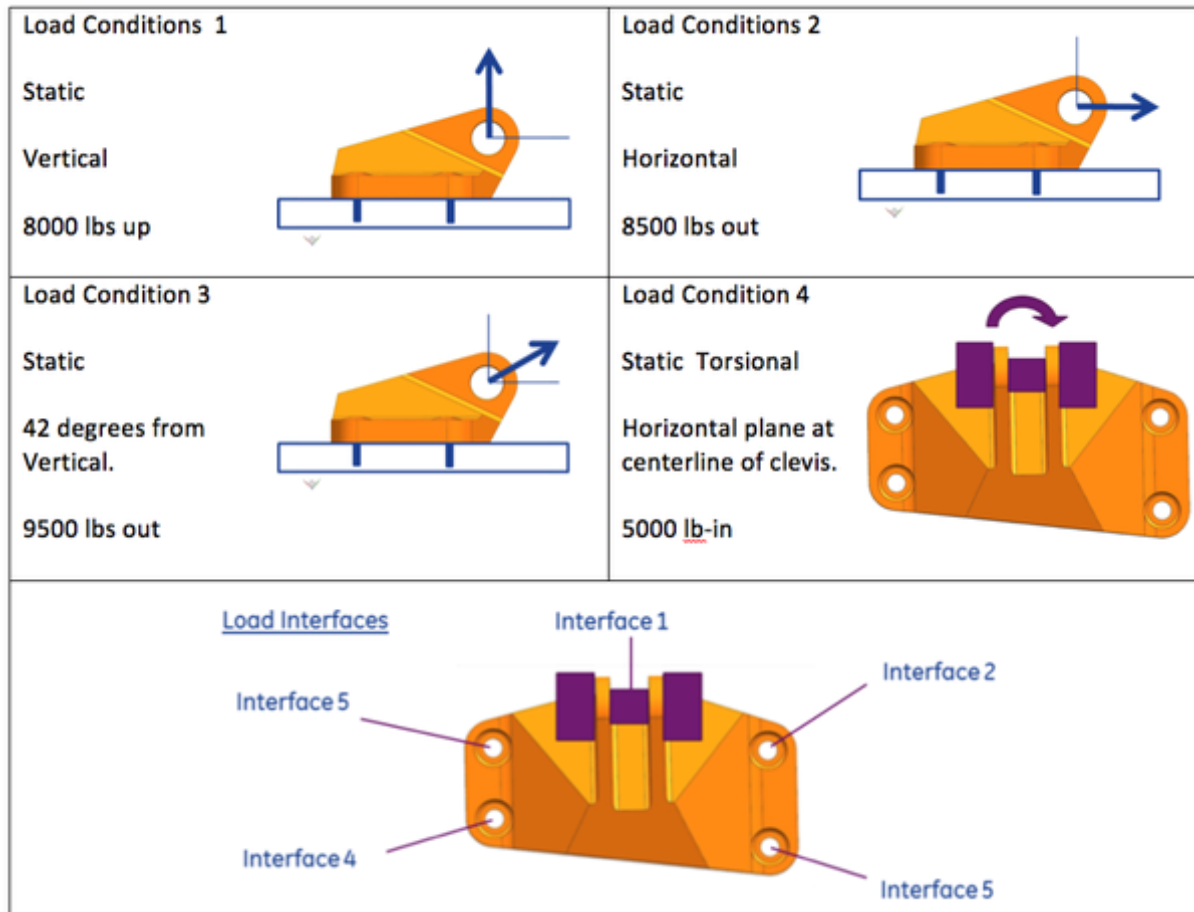 Load Conditions 1
Static
Vertical
8000 lbs up
Load Conditions 2
Static
Horizontal
8500 lbs out
Load Condition 3
Static
42 degrees from
Vertical.
9500 lbs out
Load Condition 4
Static Torsional
Horizontal plane at
centerline of clevis.
5000 lb-in
Load Interfaces
Interface 1
Interface 2
Interface 5
Interface 4
Interface 5